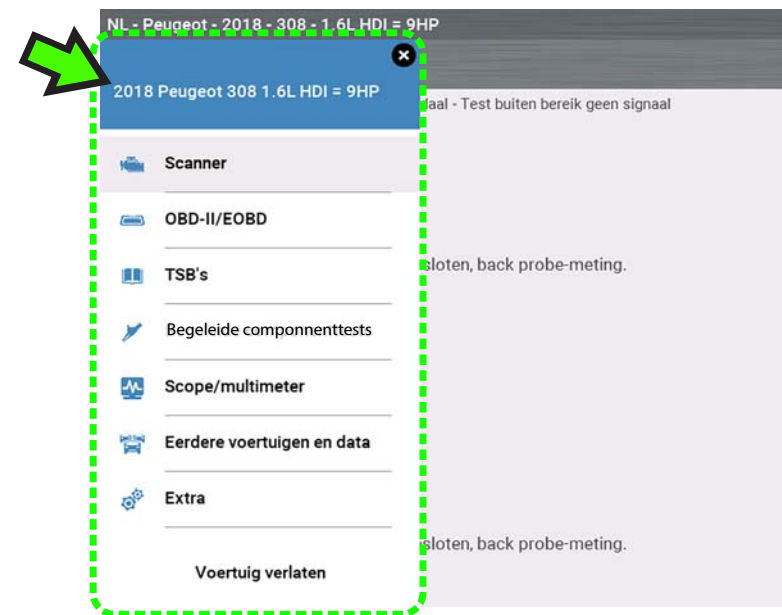 NL - Peugeot - 2018 - 308 - 1.6L HDI = 9HP
2018 Peugeot 308 1.6L HDI = 9HP
aal - Test buiten bereik geen signaal
Scanner
OBD-II/EOBD
sloten, back probe-meting.
TSB's
Begeleide componnenttests
Scope/multimeter
Eerdere voertuigen en data
Extra
sloten, back probe-meting.
Voertuig verlaten